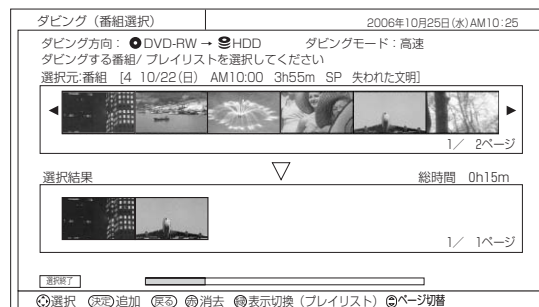 ダビング（番組選択） 2006年10月25日(水)AM10:25
ダビング方向： DVD-RW → HDD ダビングモード：高速
ダビングする番組/ プレイリストを選択してください
選択元:番組 [4 10/22(日) AM10:00 3h55m SP 失われた文明]
1／ 2ページ
選択結果 総時間 0h15m
1／ 1ページ
選択終了
選択 決定 追加 戻る 赤 消去 緑 表示切換（プレイリスト） ページ切替